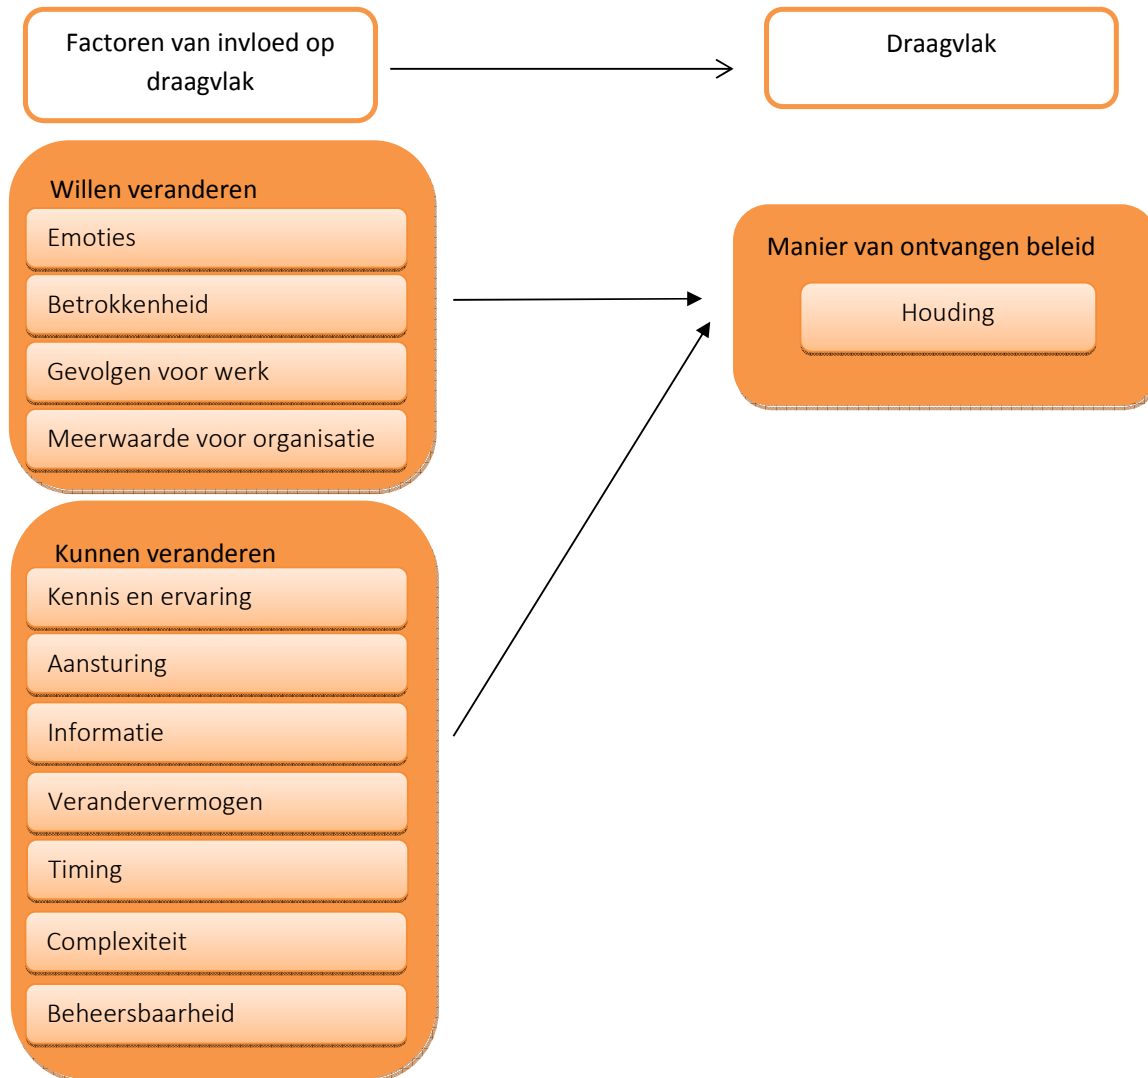 Factoren van invloed op
draagvlak
Draagvlak
Willen veranderen
Emoties
Betrokkenheid
Gevolgen voor werk
Meerwaarde voor organisatie
Manier van ontvangen beleid
Houding
Kunnen veranderen
Kennis en ervaring
Aansturing
Informatie
Verandervermogen
Timing
Complexiteit
Beheersbaarheid